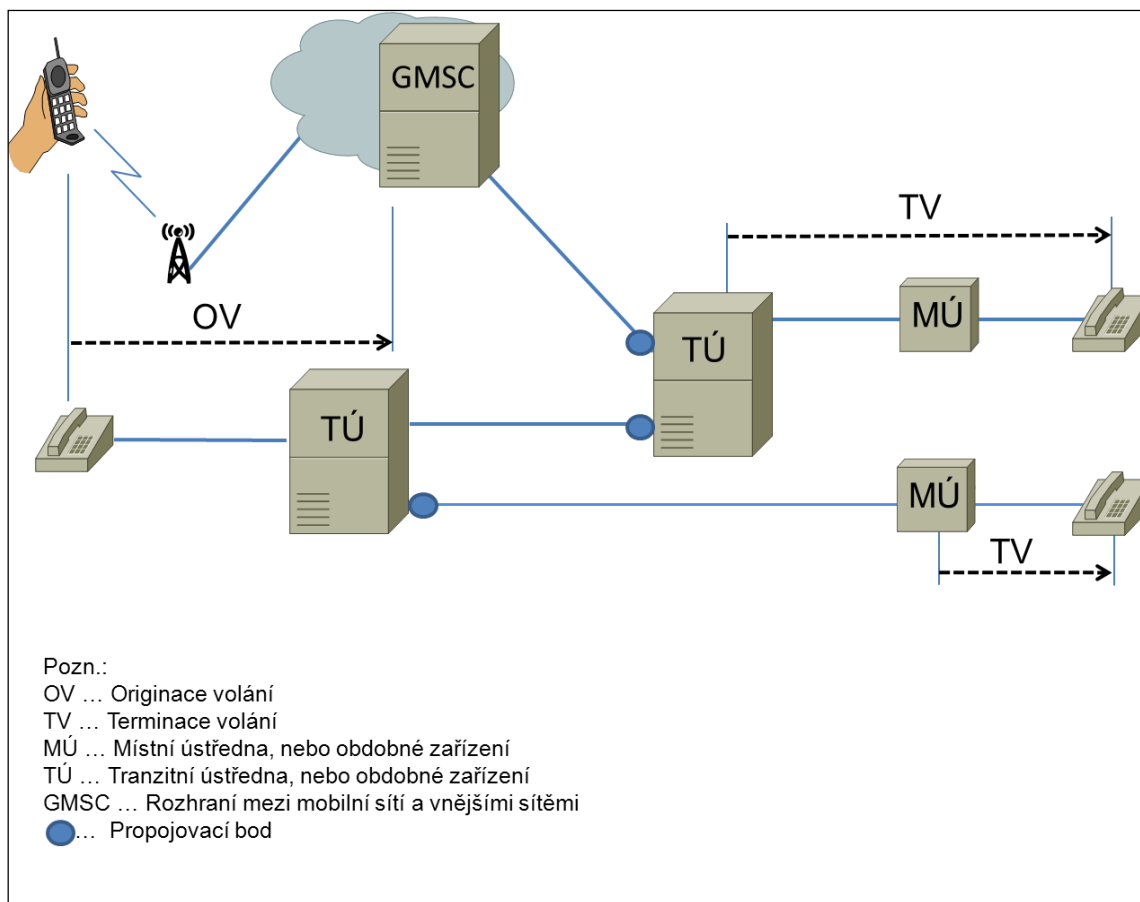 GMSC
TV
OV
MÚ
TÚ
TÚ
MÚ
TV
Pozn.:
OV … Originace volání
TV … Terminace volání
MÚ … Místní ústředna, nebo obdobné zařízení
TÚ … Tranzitní ústředna, nebo obdobné zařízení
GMSC … Rozhraní mezi mobilní sítí a vnějšími sítěmi
… Propojovací bod